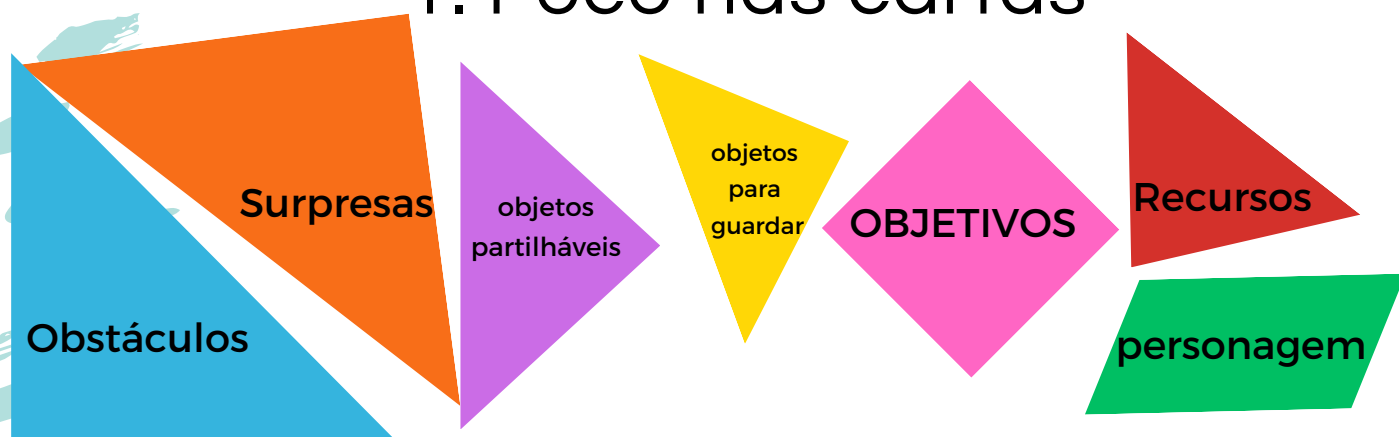 Surpresas
objetos
partilháveis
objetos
para
guardar
OBJETIVOS
Recursos
Obstáculos
personagem